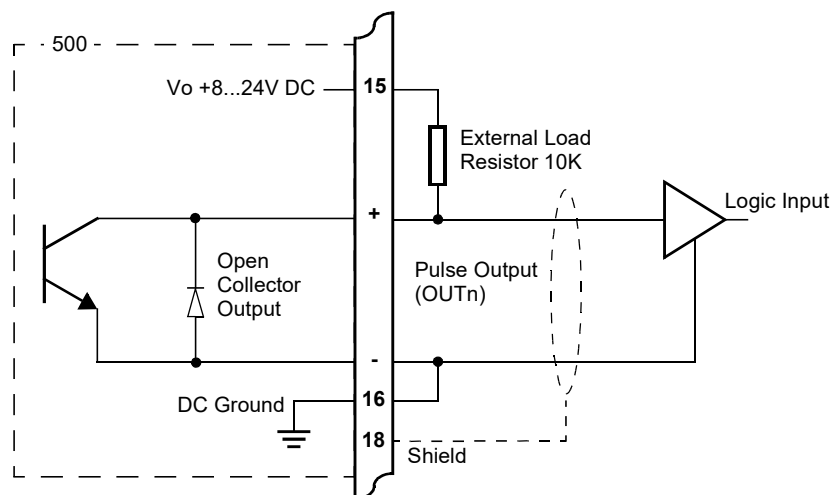 500
Vo +8...24V DC
15
External Load
Resistor 10K
+
Logic Input
Open
Collector
Output
Pulse Output
(OUTn)
-
DC Ground
16
18
Shield